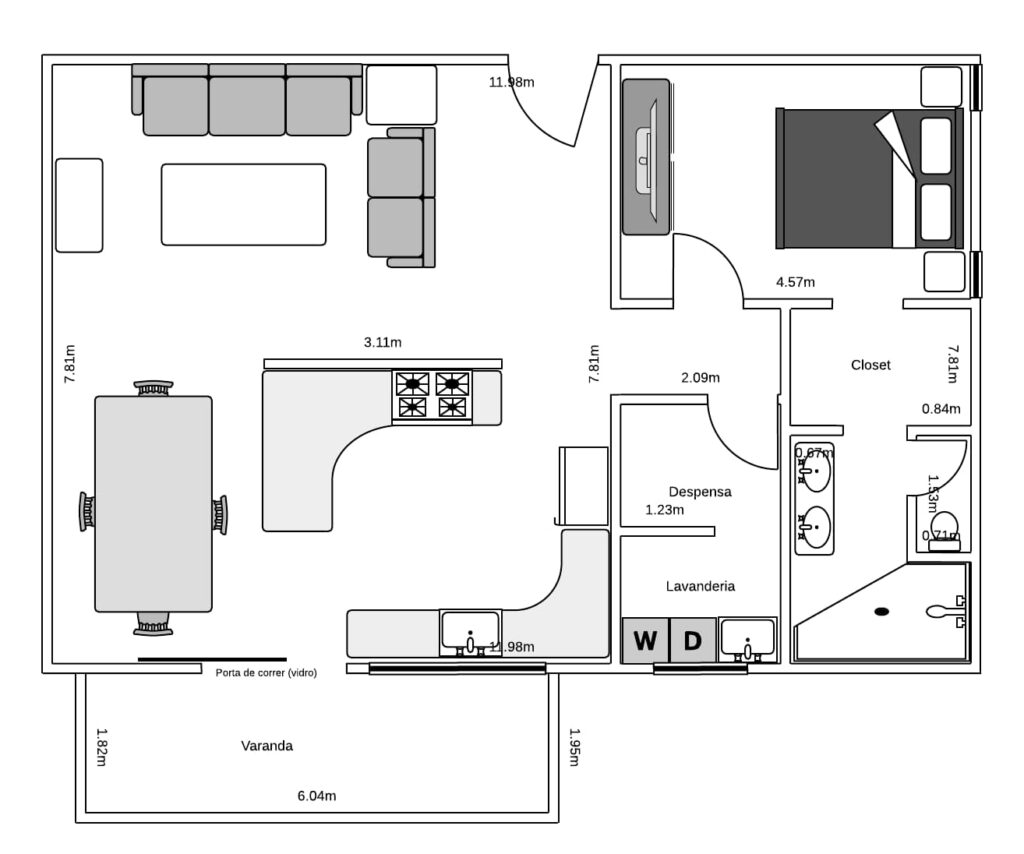 11.98m
4.57m
3.11m
7.81m
7.81m
2.09m
Closet
7.81m
0.84m
0.67m
Despensa
1.23m
1.53m
0.71m
Lavanderia
W
D
11.98m
Porta de correr (vidro)
1.82m
Varanda
1.95m
6.04m